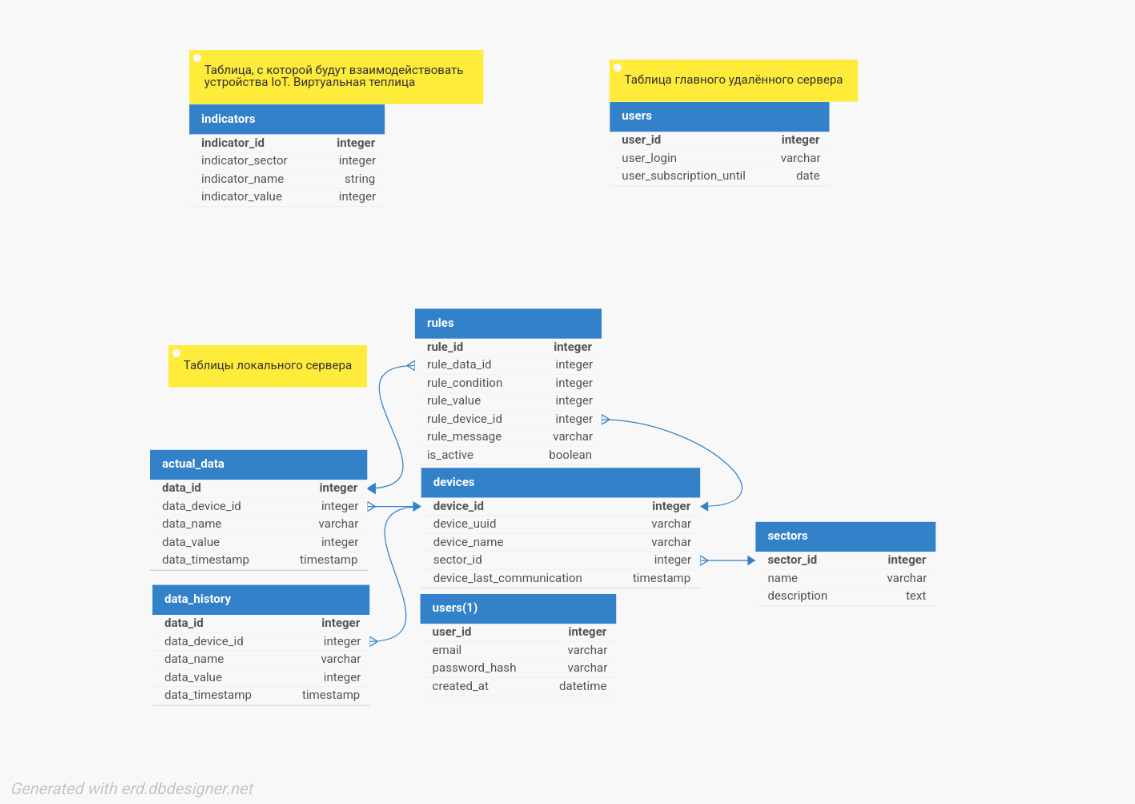 Таблица, с которой будут взаимодействовать
устройства IoT. Виртуальная теплица
indicators
indicator_id integer
indicator_sector integer
indicator_name string
indicator_value integer
Таблица главного удалённого сервера
users
user_id integer
user_login varchar
user_subscription_until date
rules
rule_id integer
rule_data_id integer
rule_condition integer
rule_value integer
rule_device_id integer
rule_message varchar
is_active boolean
Таблицы локального сервера
actual_data
data_id integer
data_device_id integer
data_name varchar
data_value integer
data_timestamp timestamp
devices
device_id integer
device_uuid varchar
device_name varchar
sector_id integer
device_last_communication timestamp
sectors
sector_id integer
name varchar
description text
data_history
data_id integer
data_device_id integer
data_name varchar
data_value integer
data_timestamp timestamp
users(1)
user_id integer
email varchar
password_hash varchar
created_at datetime
Generated with erd.dbdesigner.net